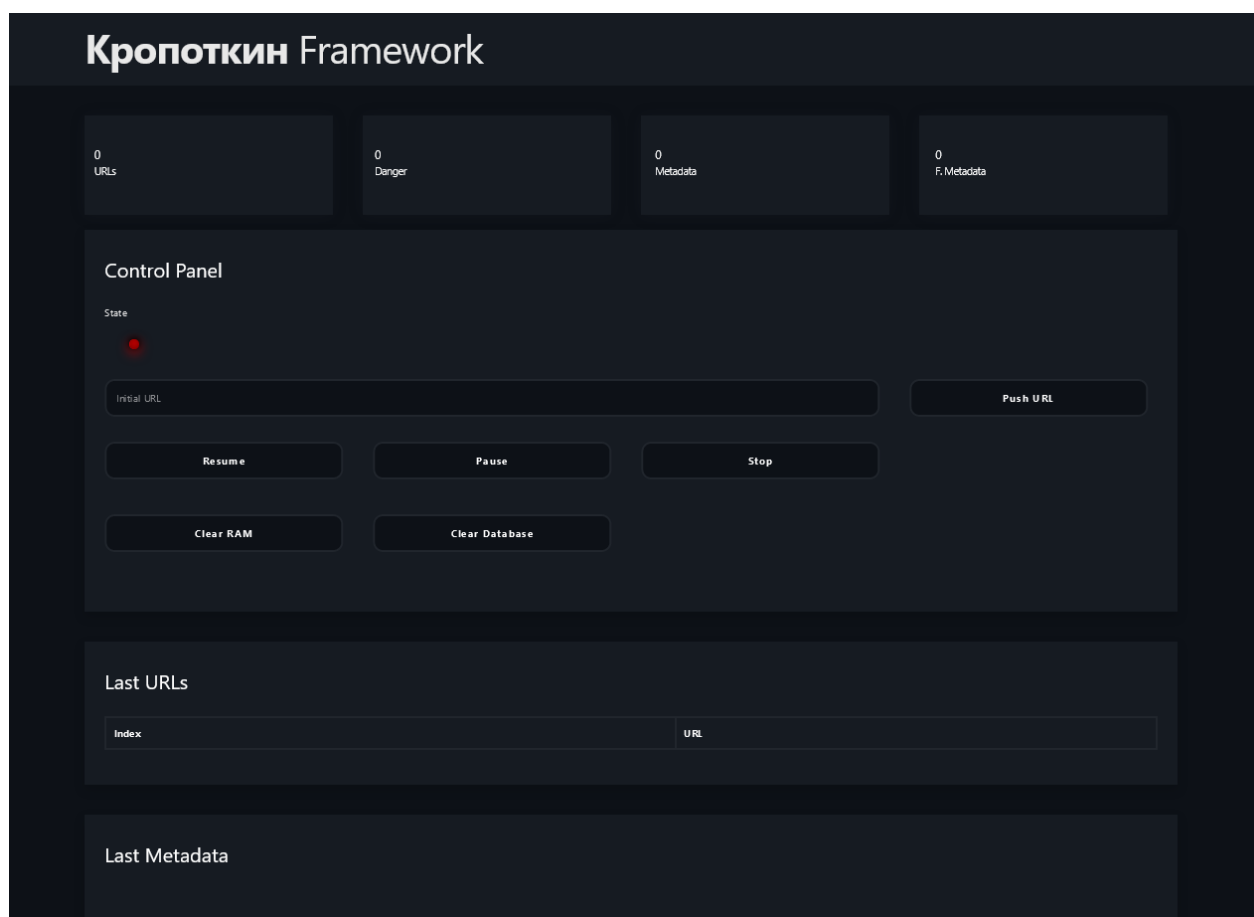 Кропоткин Framework
0
URLs
0
Danger
0
Metadata
0
F. Metadata
Control Panel
State
Initial URL
Push URL
Resume
Pause
Stop
Clear RAM
Clear Database
Last URLs
Index
URL
Last Metadata